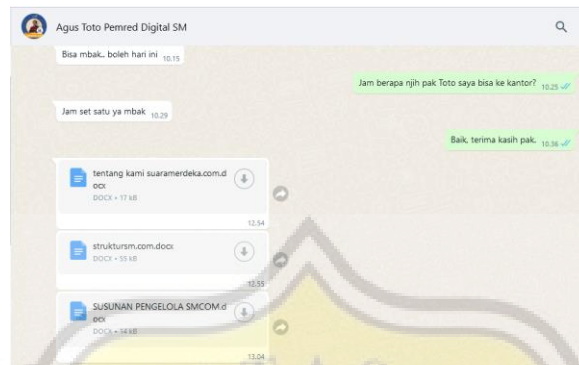 Agus Toto Pemred Digital SM
Bisa mbak.. boleh hari ini 10.15
Jam berapa njih pak Toto saya bisa ke kantor? 10.25
Jam set satu ya mbak 10.29
Baik, terima kasih pak. 10.36
tentang kami suaramerdeka.com.d
ocx
DOCX • 17 kB
12.54
struktursm.com.docx
DOCX • 55 kB
12.55
SUSUNAN PENGELOLA SMCOM.d
ocx
DOCX • 14 kB
13.04